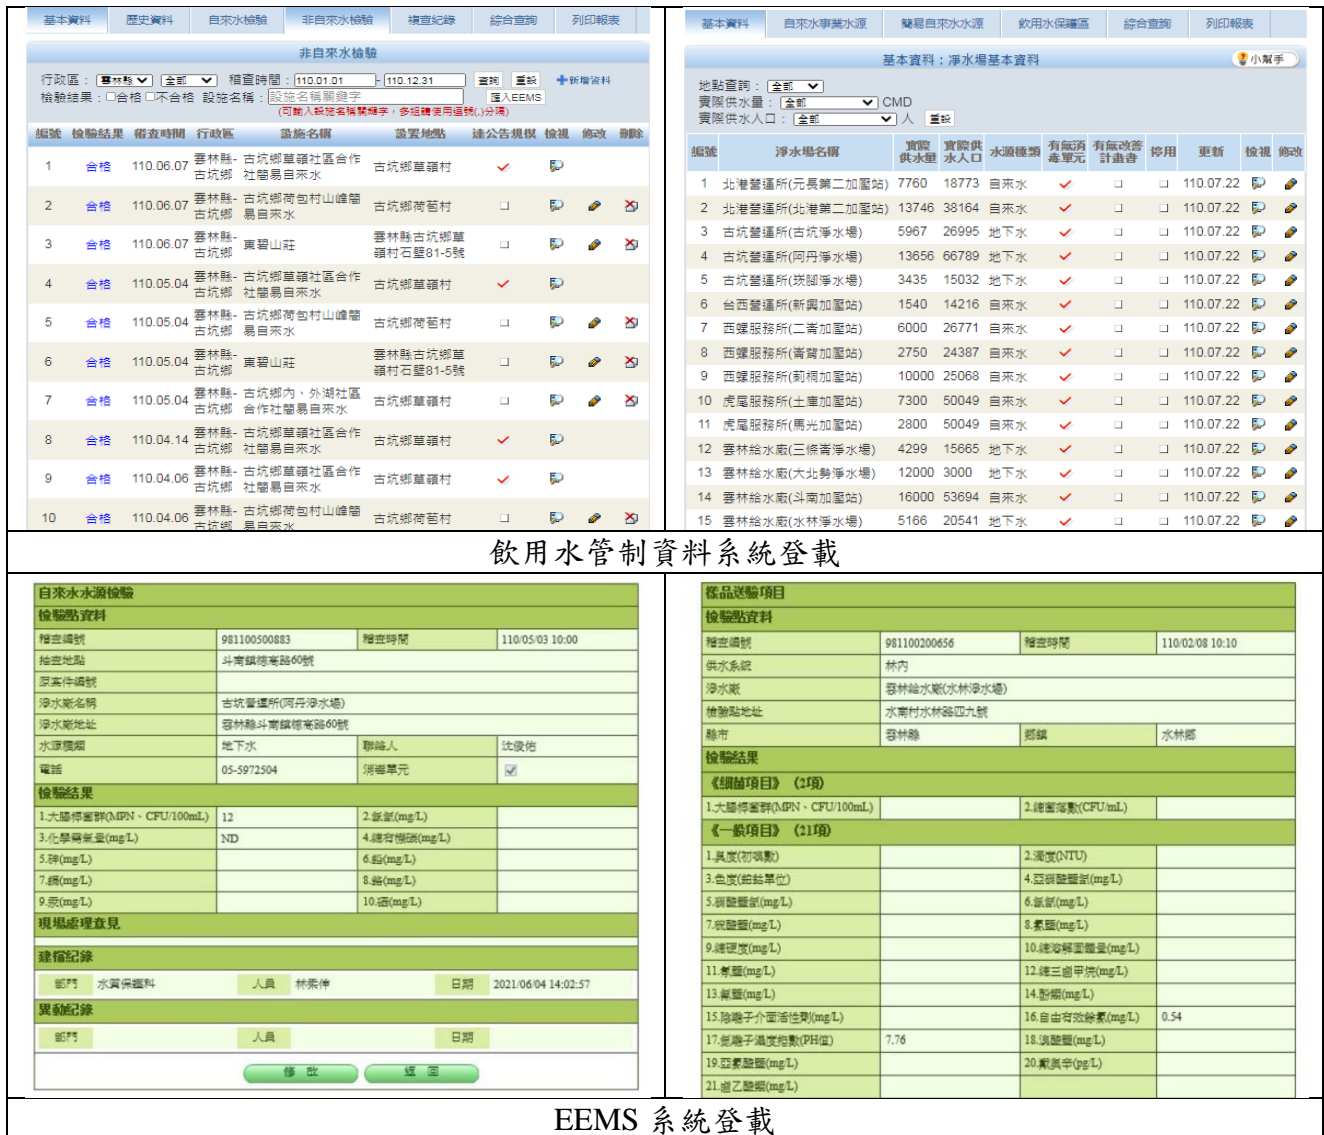 基本資料 歷史資料 自來水檢驗 非自來水檢驗 複查紀錄 綜合查詢 列印報表
非自來水檢驗
行政區： 雲林縣 全部 稽查時間： 110.01.01 - 110.12.31 查詢 重設 新增資料
檢驗結果： 合格 不合格 設施名稱： 設施名稱關鍵字 匯入EEMS
(可輸入設施名稱關鍵字，多組請使用逗號(,)分隔)
編號 檢驗結果 稽查時間 行政區 設施名稱 設置地點 達公告規模 檢視 修改 刪除
1 合格 110.06.07 雲林縣-古坑鄉 古坑鄉草嶺社區合作社簡易自來水 古坑鄉草嶺村
2 合格 110.06.07 雲林縣-古坑鄉 古坑鄉荷包村山峰簡易自來水 古坑鄉荷苞村
3 合格 110.06.07 雲林縣-古坑鄉 東碧山莊 雲林縣古坑鄉草嶺村石壁81-5號
4 合格 110.05.04 雲林縣-古坑鄉 古坑鄉草嶺社區合作社簡易自來水 古坑鄉草嶺村
5 合格 110.05.04 雲林縣-古坑鄉 古坑鄉荷包村山峰簡易自來水 古坑鄉荷苞村
6 合格 110.05.04 雲林縣-古坑鄉 東碧山莊 雲林縣古坑鄉草嶺村石壁81-5號
7 合格 110.05.04 雲林縣-古坑鄉 古坑鄉內、外湖社區合作社簡易自來水 古坑鄉草嶺村
8 合格 110.04.14 雲林縣-古坑鄉 古坑鄉草嶺社區合作社簡易自來水 古坑鄉草嶺村
9 合格 110.04.06 雲林縣-古坑鄉 古坑鄉草嶺社區合作社簡易自來水 古坑鄉草嶺村
10 合格 110.04.06 雲林縣-古坑鄉 古坑鄉荷包村山峰簡易自來水 古坑鄉荷苞村
基本資料 自來水事業水源 簡易自來水水源 飲用水保護區 綜合查詢 列印報表
基本資料：淨水場基本資料 小幫手
地點查詢： 全部
實際供水量： 全部 CMD
實際供水人口： 全部 人 重設
編號 淨水場名稱 實際供水量 實際供水人口 水源種類 有無消毒單元 有無改善計畫書 停用 更新 檢視 修改
1 北港營運所(元長第二加壓站) 7760 18773 自來水 110.07.22
2 北港營運所(北港第二加壓站) 13746 38164 自來水 110.07.22
3 古坑營運所(古坑淨水場) 5967 26995 地下水 110.07.22
4 古坑營運所(阿丹淨水場) 13656 66789 地下水 110.07.22
5 古坑營運所(崁腳淨水場) 3435 15032 地下水 110.07.22
6 台西營運所(新興加壓站) 1540 14216 自來水 110.07.22
7 西螺服務所(二崙加壓站) 6000 26771 自來水 110.07.22
8 西螺服務所(崙背加壓站) 2750 24387 自來水 110.07.22
9 西螺服務所(莿桐加壓站) 10000 25068 自來水 110.07.22
10 虎尾服務所(土庫加壓站) 7300 50049 自來水 110.07.22
11 虎尾服務所(馬光加壓站) 2800 50049 自來水 110.07.22
12 雲林給水廠(三條崙淨水場) 4299 15665 地下水 110.07.22
13 雲林給水廠(大北勢淨水場) 12000 3000 地下水 110.07.22
14 雲林給水廠(斗南加壓站) 16000 53694 自來水 110.07.22
15 雲林給水廠(水林淨水場) 5166 20541 地下水 110.07.22
飲用水管制資料系統登載
自來水水源檢驗
檢驗點資料
稽查編號 981100500883 稽查時間 110/05/03 10:00
抽查地點 斗南鎮德高路60號
原案件編號
淨水廠名稱 古坑營運所(阿丹淨水場)
淨水廠地址 雲林縣斗南鎮德高路60號
水源種類 地下水 聯絡人 沈俊佑
電話 05-5972504 消毒單元
檢驗結果
1.大腸桿菌群(MPN、CFU/100mL) 12 2.氨氮(mg/L)
3.化學需氧量(mg/L) ND 4.總有機碳(mg/L)
5.砷(mg/L) 6.鉛(mg/L)
7.鎘(mg/L) 8.鉻(mg/L)
9.汞(mg/L) 10.硒(mg/L)
現場處理意見
建檔紀錄
部門 水質保護科 人員 林柔伸 日期 2021/06/04 14:02:57
異動紀錄
部門 人員 日期
修 改 返 回
樣品送驗項目
檢驗點資料
稽查編號 981100200656 稽查時間 110/02/08 10:10
供水系統 林內
淨水廠 雲林給水廠(水林淨水場)
檢驗點地址 水南村水林路四九號
縣市 雲林縣 鄉鎮 水林鄉
檢驗結果
《細菌項目》（2項）
1.大腸桿菌群(MPN、CFU/100mL) 2.總菌落數(CFU/mL)
《一般項目》（21項）
1.臭度(初嗅數) 2.濁度(NTU)
3.色度(鉑鈷單位) 4.亞硝酸鹽氮(mg/L)
5.硝酸鹽氮(mg/L) 6.氨氮(mg/L)
7.硫酸鹽(mg/L) 8.氯鹽(mg/L)
9.總硬度(mg/L) 10.總溶解固體量(mg/L)
11.氟鹽(mg/L) 12.總三鹵甲烷(mg/L)
13.氰鹽(mg/L) 14.酚類(mg/L)
15.陰離子介面活性劑(mg/L) 16.自由有效餘氯(mg/L) 0.54
17.氫離子濃度指數(PH值) 7.76 18.溴酸鹽(mg/L)
19.亞氯酸鹽(mg/L) 20.戴奧辛(pg/L)
21.鹵乙酸類(mg/L)
EEMS 系統登載